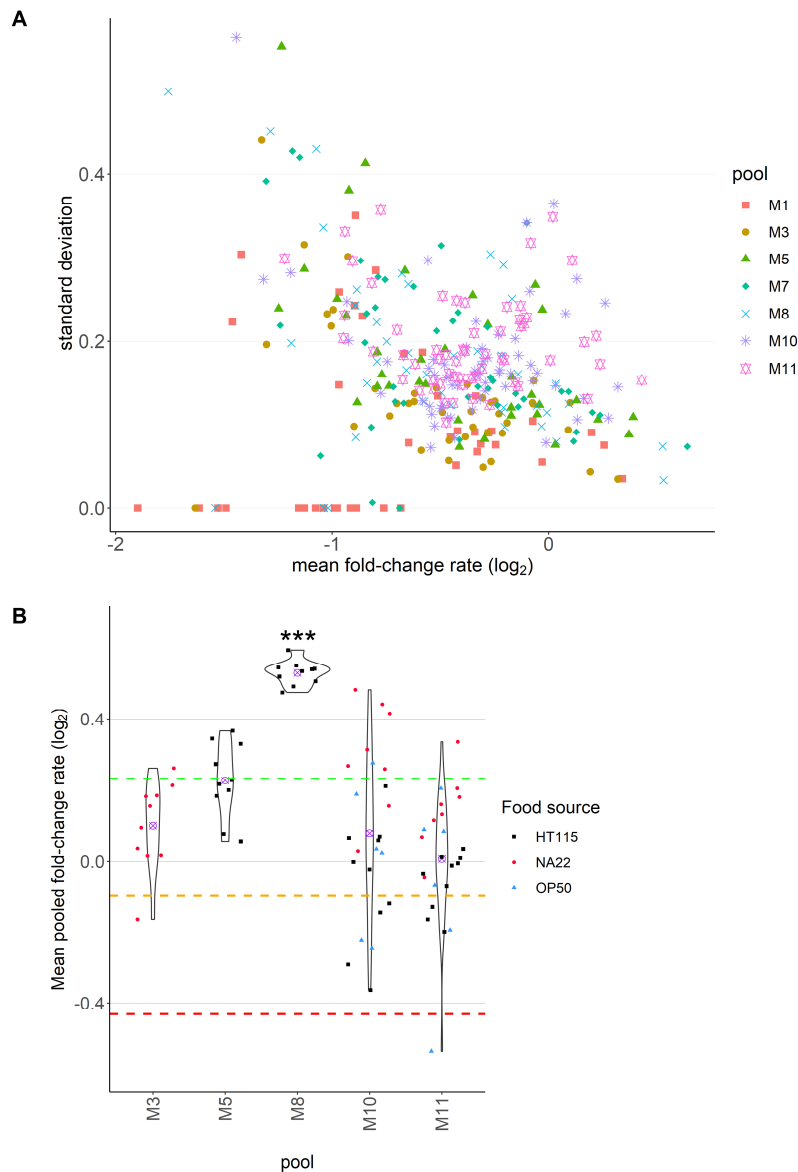 A
0.4
0.2
0.0
standard deviation
-2
-1
0
mean fold-change rate (log2)
pool
M1
M3
M5
M7
M8
M10
M11
B
***
0.4
0.0
-0.4
Mean pooled fold-change rate (log2)
M3
M5
M8
M10
M11
pool
Food source
HT115
NA22
OP50